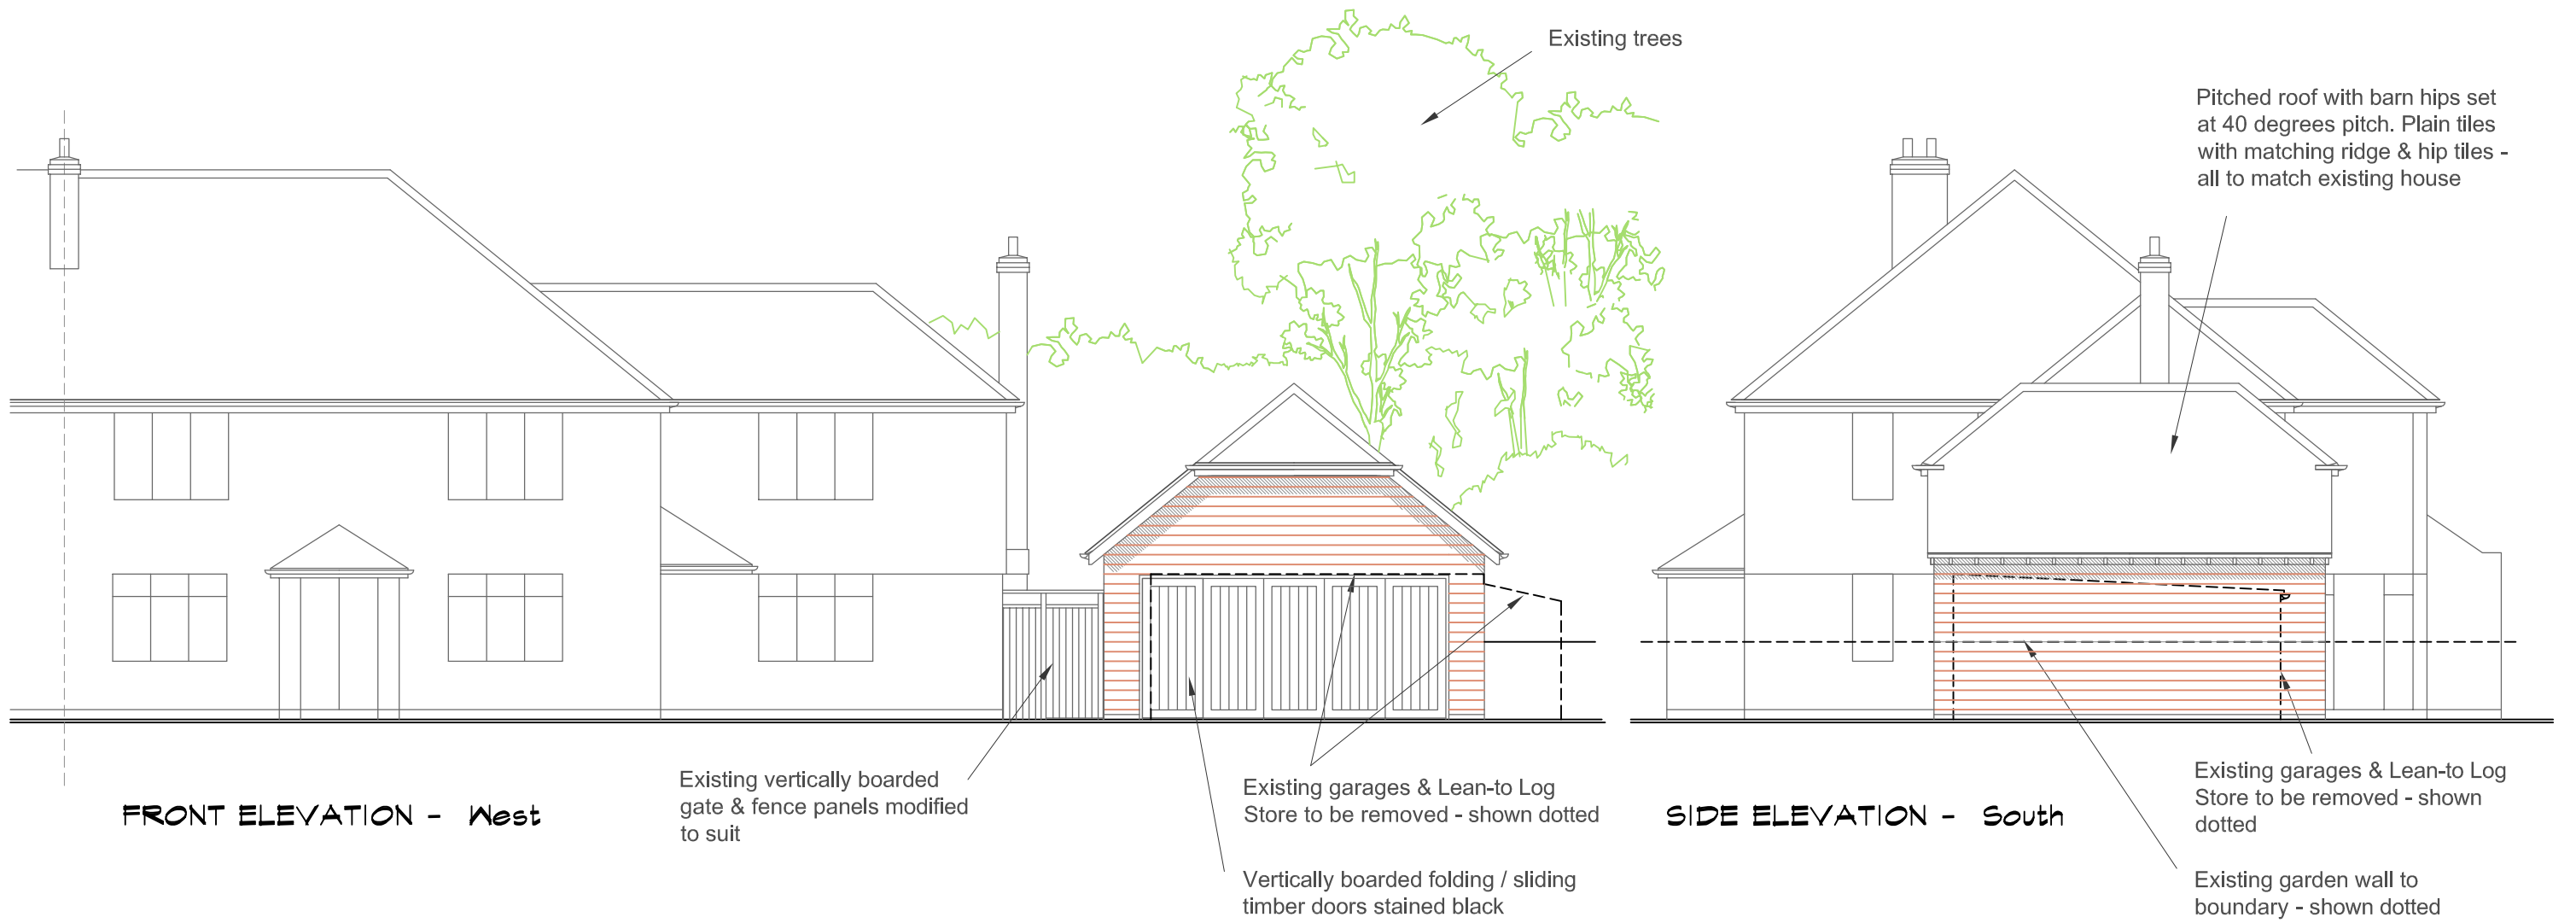 Existing trees
Pitched roof with barn hips set
at 40 degrees pitch. Plain tiles
with matching ridge & hip tiles -
all to match existing house
Existing vertically boarded
gate & fence panels modified
to suit
Existing garages & Lean-to Log
Store to be removed - shown dotted
Existing garages & Lean-to Log
Store to be removed - shown
dotted
FRONT ELEVATION - West
SIDE ELEVATION - South
Vertically boarded folding / sliding
timber doors stained black
Existing garden wall to
boundary - shown dotted